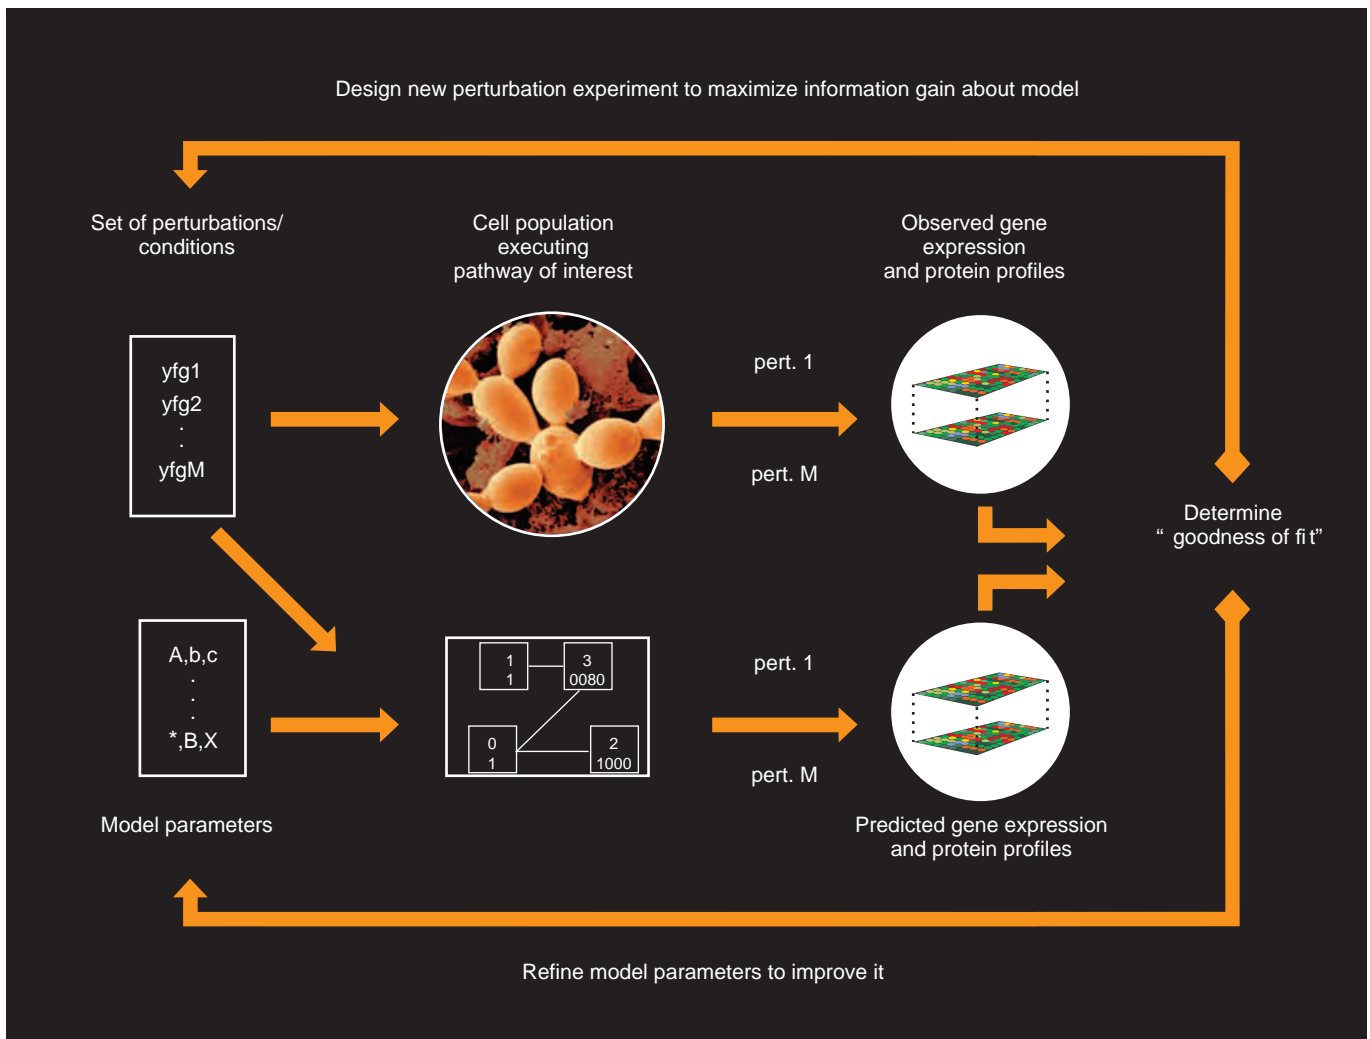 Design new perturbation experiment to maximize information gain about model
Set of perturbations/
conditions
Cell population
executing
pathway of interest
Observed gene
expression
and protein profiles
yfg1
yfg2
.
.
yfgM
pert. 1
pert. M
Determine
“ goodness of fit”
A,b,c
.
.
.
*,B,X
1
1
3
0080
0
1
2
1000
pert. 1
pert. M
Model parameters
Predicted gene expression
and protein profiles
Refine model parameters to improve it